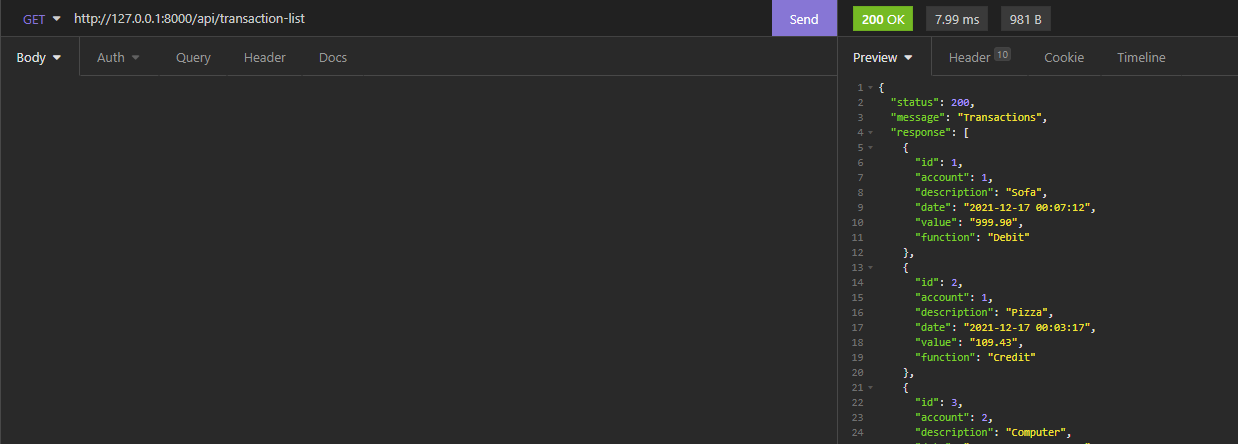 GET http://127.0.0.1:8000/api/transaction-list Send 200 OK 7.99 ms 981 B
Body Auth Query Header Docs Preview Header 10 Cookie Timeline
1 {
2 "status": 200,
3 "message": "Transactions",
4 "response": [
5 {
6 "id": 1,
7 "account": 1,
8 "description": "Sofa",
9 "date": "2021-12-17 00:07:12",
10 "value": "999.90",
11 "function": "Debit"
12 },
13 {
14 "id": 2,
15 "account": 1,
16 "description": "Pizza",
17 "date": "2021-12-17 00:03:17",
18 "value": "109.43",
19 "function": "Credit"
20 },
21 {
22 "id": 3,
23 "account": 2,
24 "description": "Computer",